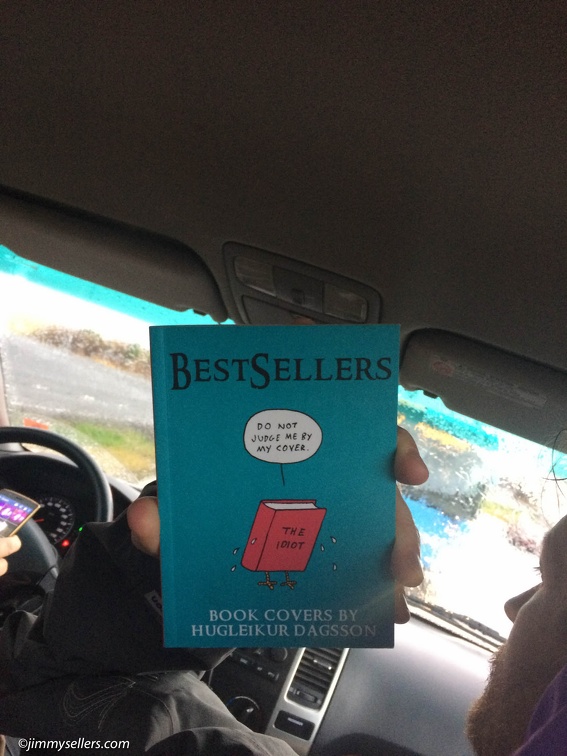 BESTSELLERS
DO NOT
JUDGE ME BY
MY COVER.
THE
IDIOT
BOOK COVERS BY
HUGLEIKUR DAGSSON
©jimmysellers.com